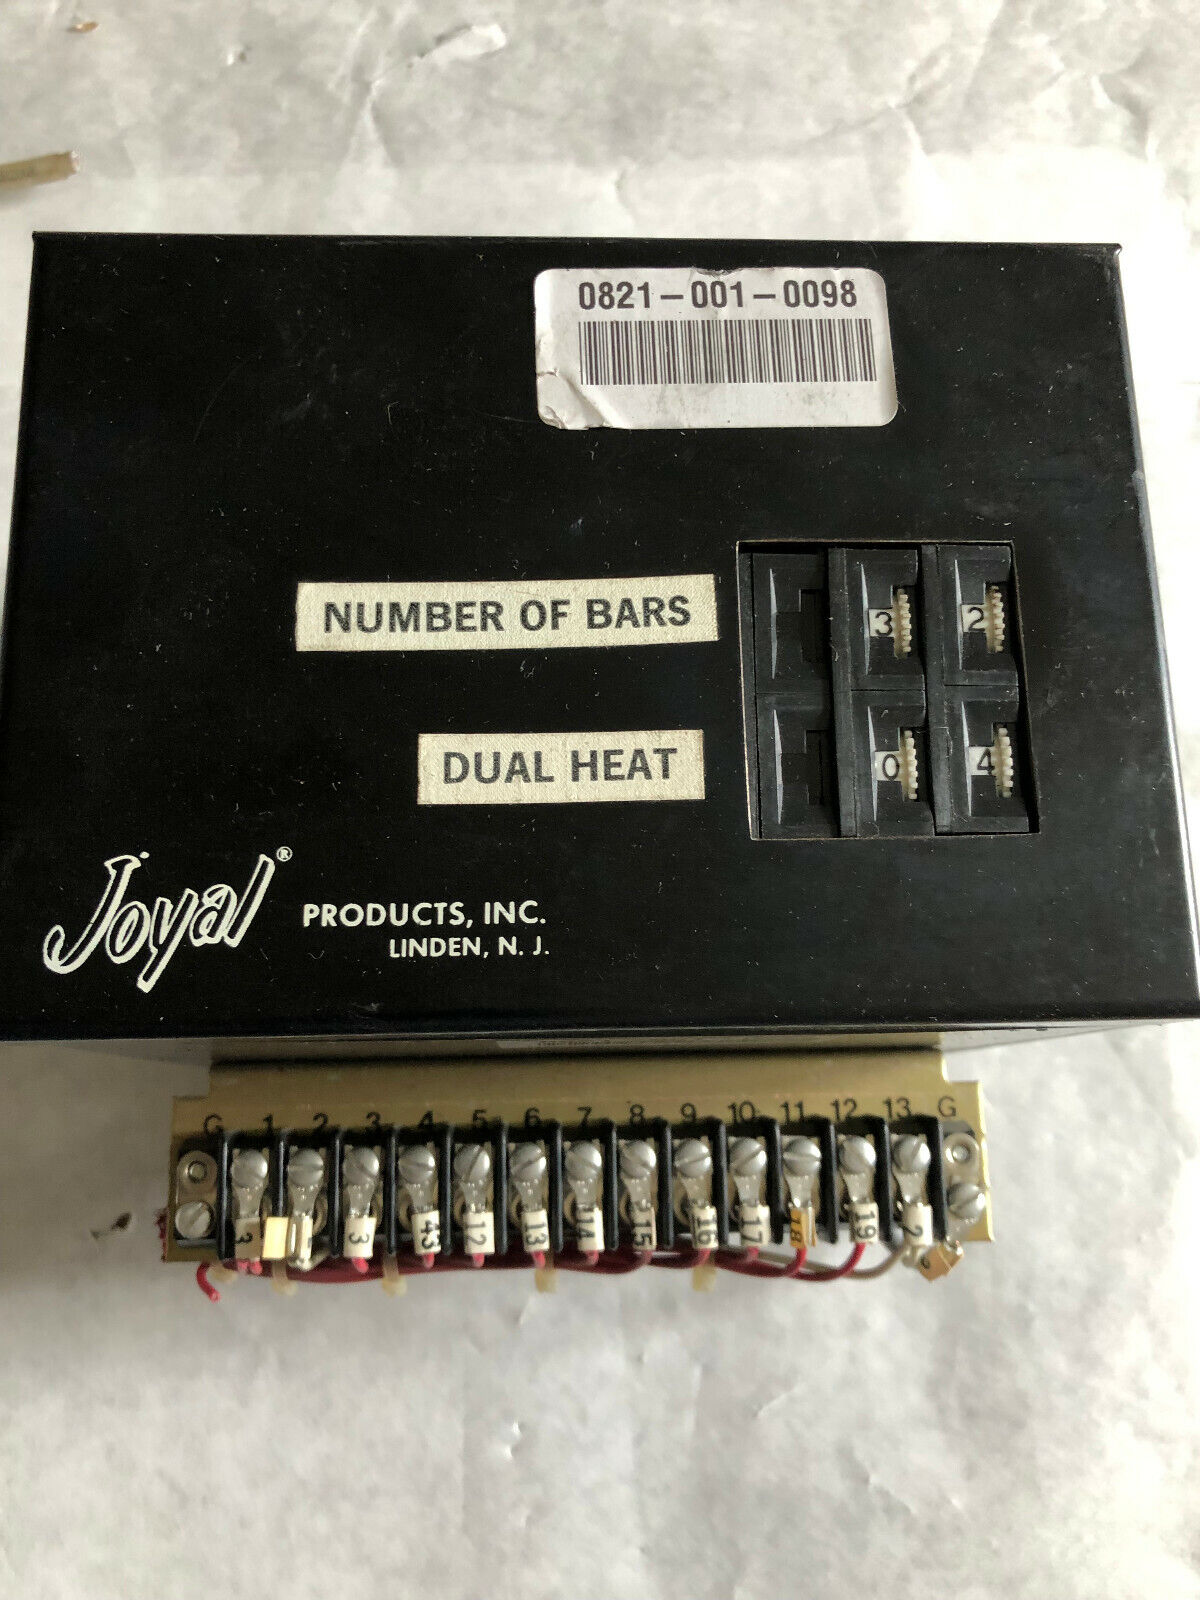 0821-001-0098
NUMBER OF BARS
3 2
DUAL HEAT
0 4
Joyal® PRODUCTS, INC.
LINDEN, N. J.
G 1 2 3 4 5 6 7 8 9 10 11 12 13 G
3 3 43 12 13 14 15 16 17 18 19 2